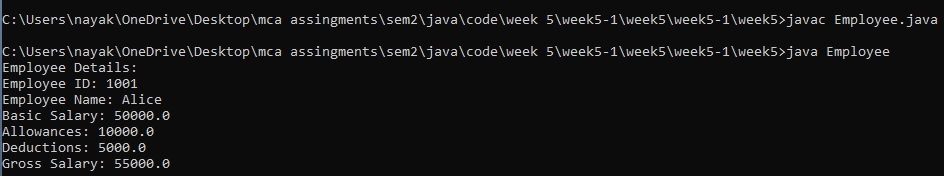 C:\Users\nayak\OneDrive\Desktop\mca assingments\sem2\java\code\week 5\week5-1\week5\week5-1\week5>javac Employee.java
C:\Users\nayak\OneDrive\Desktop\mca assingments\sem2\java\code\week 5\week5-1\week5\week5-1\week5>java Employee
Employee Details:
Employee ID: 1001
Employee Name: Alice
Basic Salary: 50000.0
Allowances: 10000.0
Deductions: 5000.0
Gross Salary: 55000.0